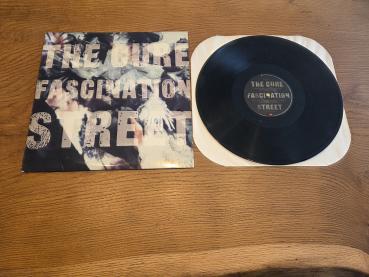 THE CURE
FASCINATION
STREET
THE CURE
FASCINATION
STREET